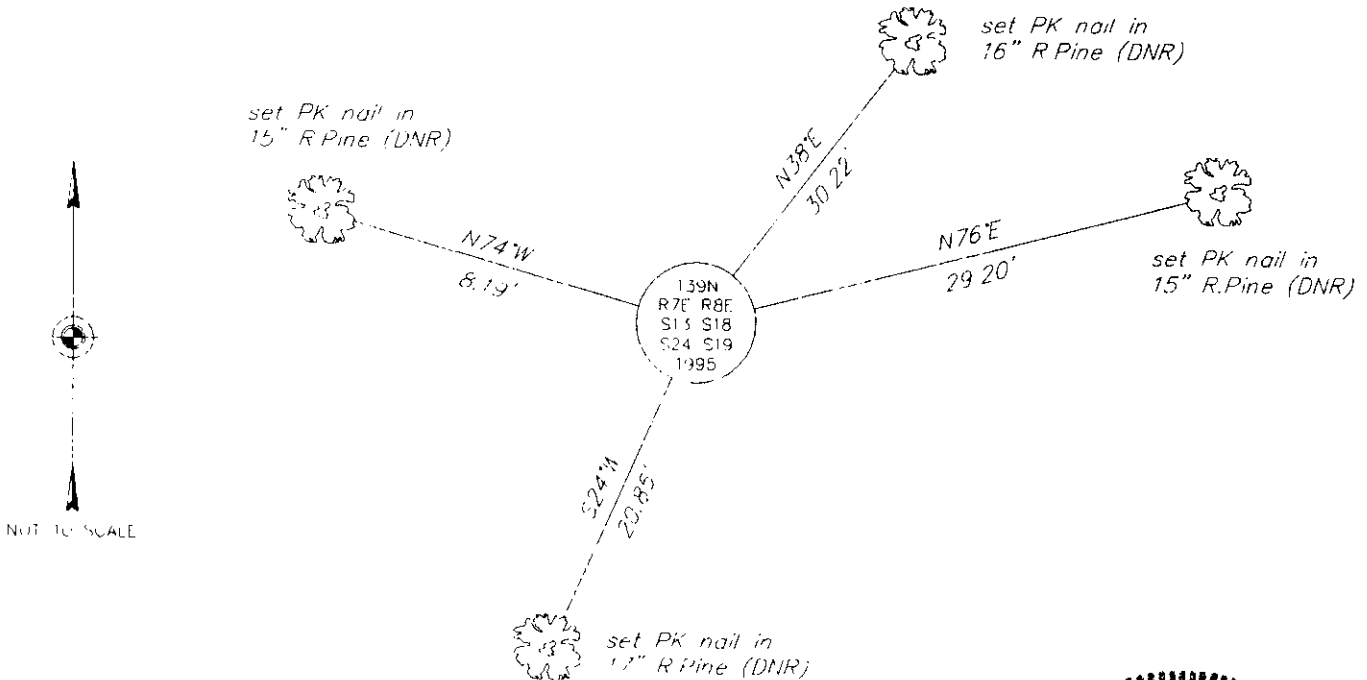 set PK nail in
16" R.Pine (DNR)
set PK nail in
15" R.Pine (DNR)
N38°E
30.22'
N74°W
8.19'
N76°E
29.20'
set PK nail in
15" R.Pine (DNR)
139N
R7E R8E
S13 S18
S24 S19
1995
S24°W
20.85'
NOT TO SCALE
set PK nail in
17" R.Pine (DNR)